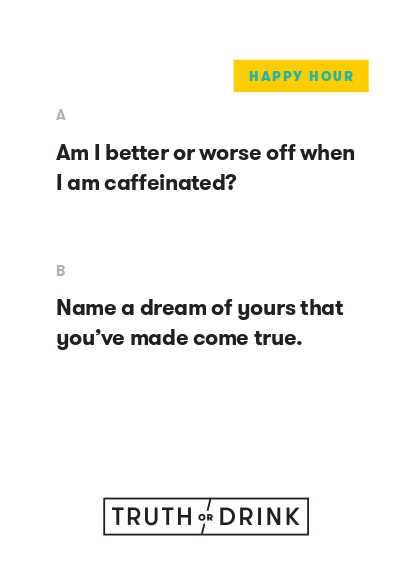 HAPPY HOUR
A
Am I better or worse off when
I am caffeinated?
B
Name a dream of yours that
you’ve made come true.
TRUTH OR DRINK